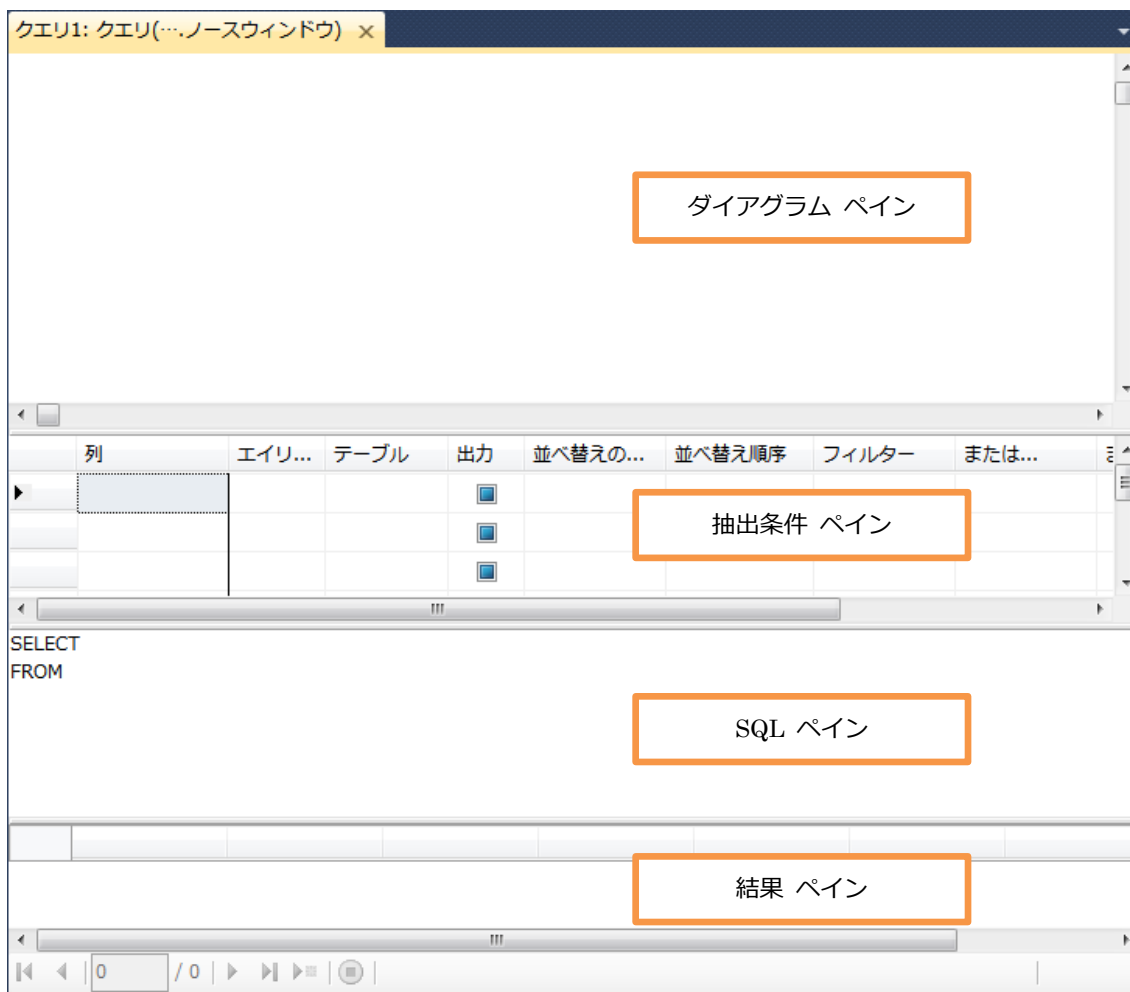 クエリ1: クエリ(….ノースウィンドウ) ×
ダイアグラム ペイン
列 エイリ... テーブル 出力 並べ替えの... 並べ替え順序 フィルター または...
抽出条件 ペイン
SELECT
FROM
SQL ペイン
結果 ペイン
0 / 0